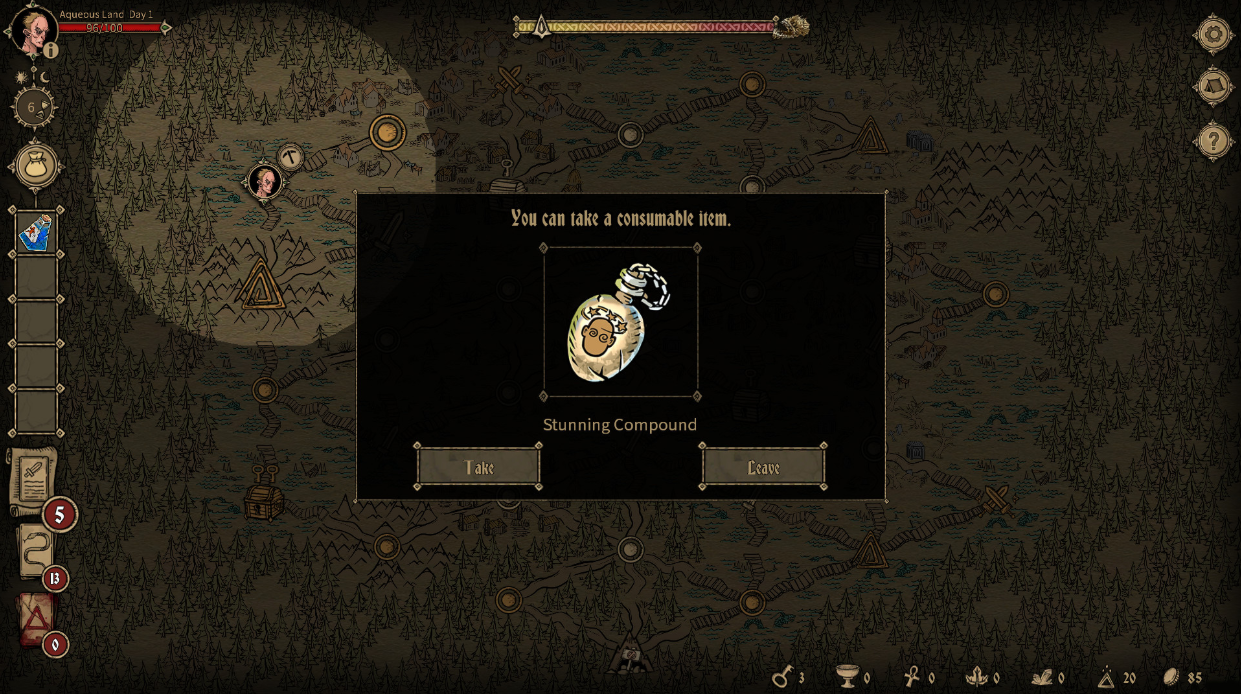 Aqueous Land Day 1
96/100
6
You can take a consumable item.
Stunning Compound
Take
Leave
5
13
0
?
3
0
0
0
0
20
85